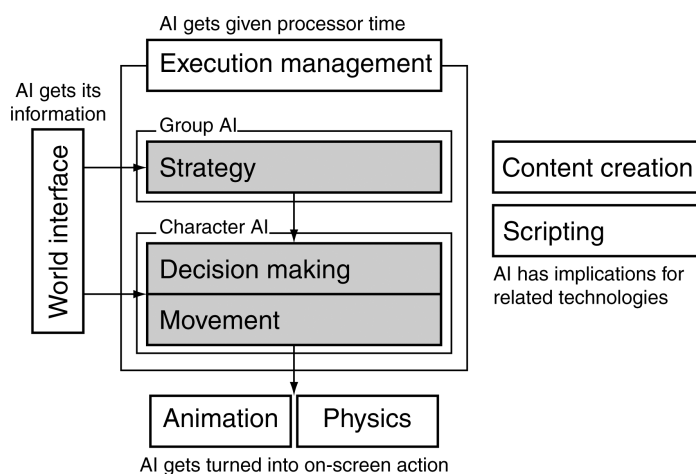 AI gets given processor time
Execution management
AI gets its
information
Group AI
Strategy
World interface
Character AI
Decision making
Movement
Content creation
Scripting
AI has implications for
related technologies
Animation
Physics
AI gets turned into on-screen action